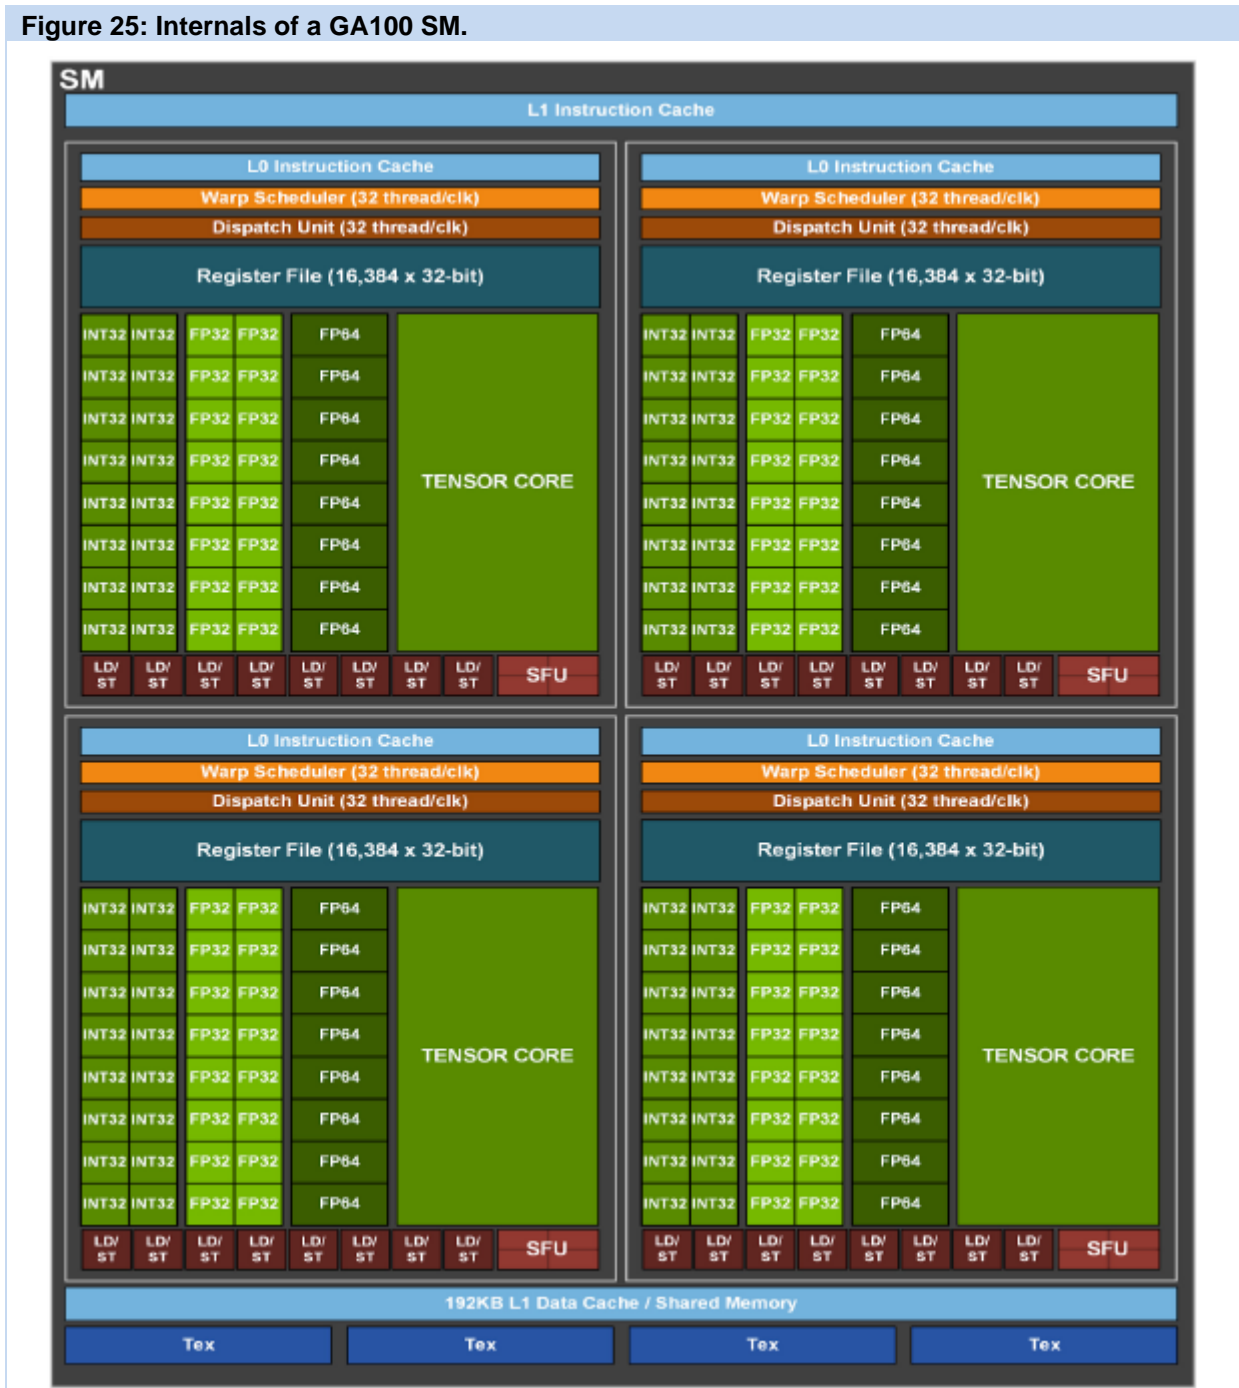 Figure 25: Internals of a GA100 SM.
SM
L1 Instruction Cache
L0 Instruction Cache L0 Instruction Cache
Warp Scheduler (32 thread/clk) Warp Scheduler (32 thread/clk)
Dispatch Unit (32 thread/clk) Dispatch Unit (32 thread/clk)
Register File (16,384 x 32-bit) Register File (16,384 x 32-bit)
INT32 INT32 FP32 FP32 FP64 INT32 INT32 FP32 FP32 FP64
INT32 INT32 FP32 FP32 FP64 INT32 INT32 FP32 FP32 FP64
INT32 INT32 FP32 FP32 FP64 INT32 INT32 FP32 FP32 FP64
INT32 INT32 FP32 FP32 FP64 INT32 INT32 FP32 FP32 FP64
TENSOR CORE TENSOR CORE
INT32 INT32 FP32 FP32 FP64 INT32 INT32 FP32 FP32 FP64
INT32 INT32 FP32 FP32 FP64 INT32 INT32 FP32 FP32 FP64
INT32 INT32 FP32 FP32 FP64 INT32 INT32 FP32 FP32 FP64
INT32 INT32 FP32 FP32 FP64 INT32 INT32 FP32 FP32 FP64
LD/ LD/ LD/ LD/ LD/ LD/ LD/ LD/ SFU LD/ LD/ LD/ LD/ LD/ LD/ LD/ LD/ SFU
ST ST ST ST ST ST ST ST ST ST ST ST ST ST ST ST
L0 Instruction Cache L0 Instruction Cache
Warp Scheduler (32 thread/clk) Warp Scheduler (32 thread/clk)
Dispatch Unit (32 thread/clk) Dispatch Unit (32 thread/clk)
Register File (16,384 x 32-bit) Register File (16,384 x 32-bit)
INT32 INT32 FP32 FP32 FP64 INT32 INT32 FP32 FP32 FP64
INT32 INT32 FP32 FP32 FP64 INT32 INT32 FP32 FP32 FP64
INT32 INT32 FP32 FP32 FP64 INT32 INT32 FP32 FP32 FP64
INT32 INT32 FP32 FP32 FP64 INT32 INT32 FP32 FP32 FP64
TENSOR CORE TENSOR CORE
INT32 INT32 FP32 FP32 FP64 INT32 INT32 FP32 FP32 FP64
INT32 INT32 FP32 FP32 FP64 INT32 INT32 FP32 FP32 FP64
INT32 INT32 FP32 FP32 FP64 INT32 INT32 FP32 FP32 FP64
INT32 INT32 FP32 FP32 FP64 INT32 INT32 FP32 FP32 FP64
LD/ LD/ LD/ LD/ LD/ LD/ LD/ LD/ SFU LD/ LD/ LD/ LD/ LD/ LD/ LD/ LD/ SFU
ST ST ST ST ST ST ST ST ST ST ST ST ST ST ST ST
192KB L1 Data Cache / Shared Memory
Tex Tex Tex Tex